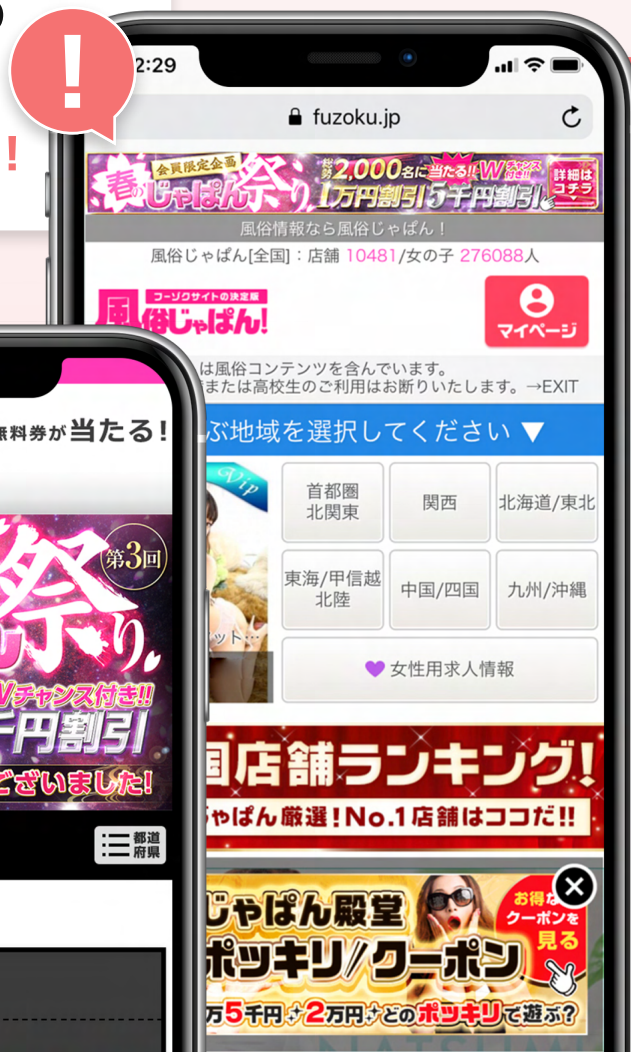 !
!
2:29
fuzoku.jp
会員限定企画
春のじゃぱん祭り
総勢2,000名に当たる!!Wチャンス付き!!
1万円割引 5千円割引
詳細は
コチラ
風俗情報なら風俗じゃぱん!
風俗じゃぱん[全国]:店舗 10481/女の子 276088人
フーゾクサイトの決定版
風俗じゃぱん!
マイページ
は風俗コンテンツを含んでいます。
または高校生のご利用はお断りいたします。→EXIT
ぶ地域を選択してください ▼
Vip
首都圏
北関東
関西
北海道/東北
東海/甲信越
北陸
中国/四国
九州/沖縄
ット…
女性用求人情報
国店舗ランキング!
ゃぱん厳選!No.1店舗はココだ!!
じゃぱん殿堂
ポッキリ/クーポン
お得な
クーポンを
見る
万5千円 2万円 どのポッキリで遊ぶ?
無料券が当たる!
祭り
第3回
Wチャンス付き!!
千円割引
ございました!
都道
府県